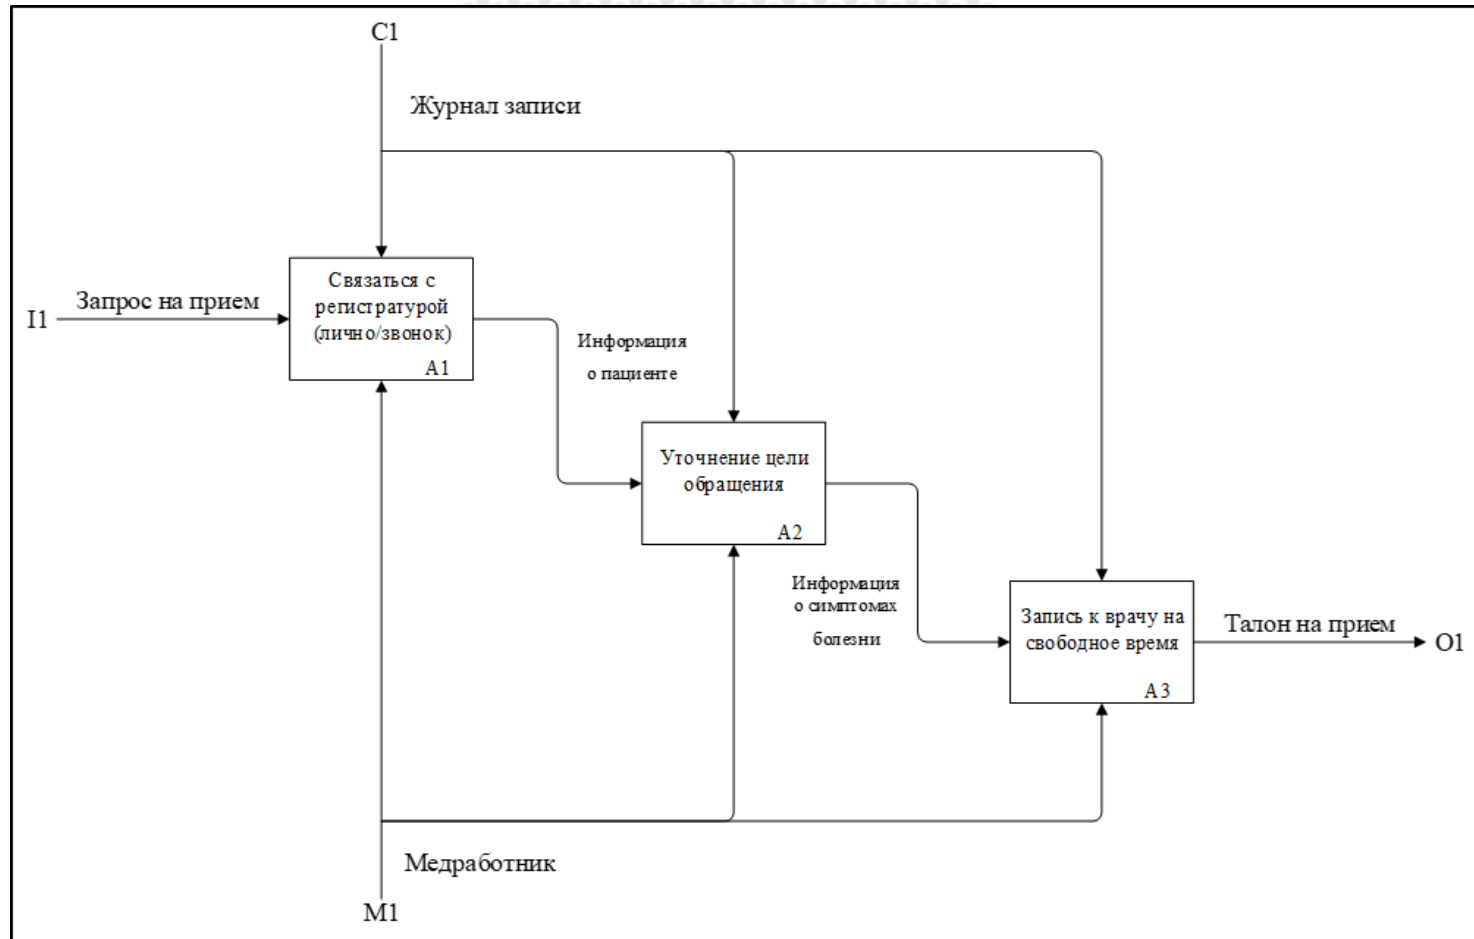 C1
Журнал записи
Связаться с
регистратурой
(лично/звонок)
A1
I1
Запрос на прием
Информация
о пациенте
Уточнение цели
обращения
A2
Информация
о симптомах
болезни
Запись к врачу на
свободное время
A3
Талон на прием
O1
Медработник
M1